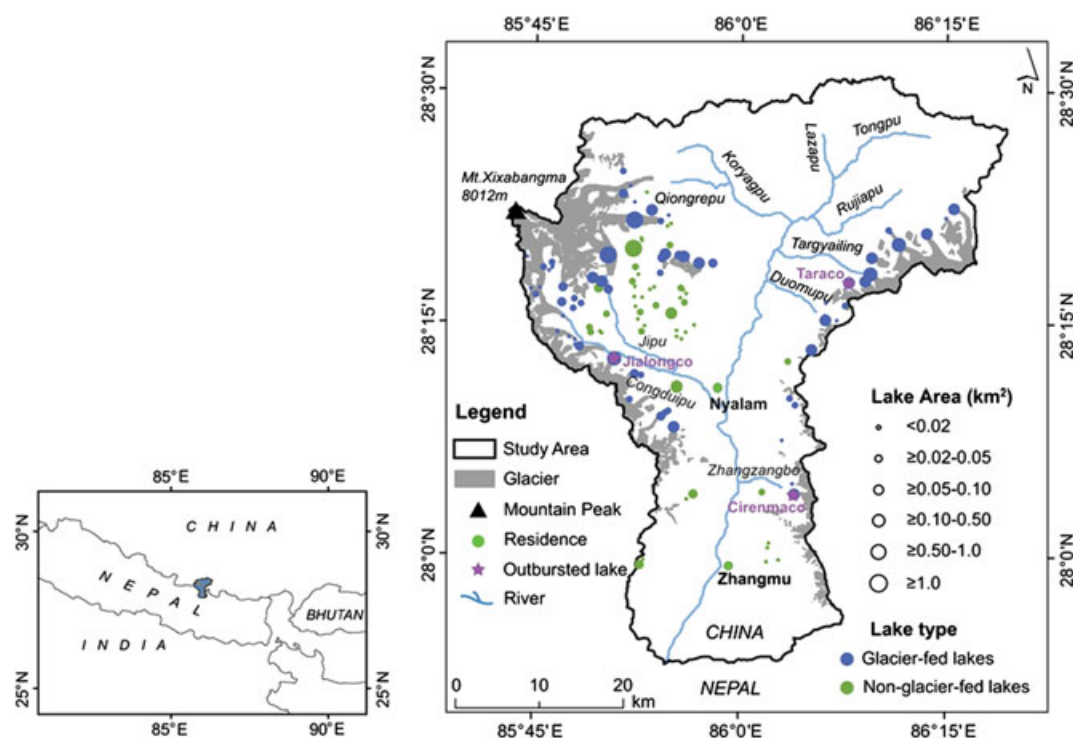 85°45'E 86°0'E 86°15'E
28°30'N 28°30'N
N
Tongpu
Lazapu
Koryagpu
Mt.Xixabangma
8012m
Qiongrepu
Rujiapu
Targyailing
Taraco
Duomupu
28°15'N 28°15'N
Jipu
Jialongco
Congduipu
Nyalam
Zhangzangbo
Cirenmaco
28°0'N 28°0'N
Zhangmu
CHINA
NEPAL
0 10 20
km
85°45'E 86°0'E 86°15'E
Legend
Study Area
Glacier
Mountain Peak
Residence
Outbursted lake
River
Lake Area (km²)
<0.02
≥0.02-0.05
≥0.05-0.10
≥0.10-0.50
≥0.50-1.0
≥1.0
Lake type
Glacier-fed lakes
Non-glacier-fed lakes
85°E 90°E
30°N 30°N
CHINA
NEPAL
BHUTAN
INDIA
25°N 25°N
85°E 90°E